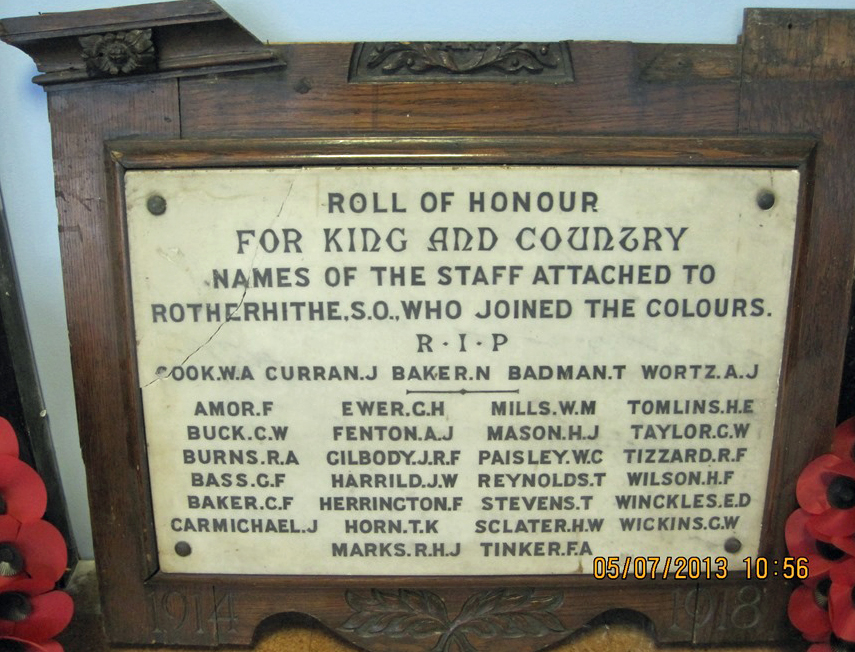 ROLL OF HONOUR
FOR KING AND COUNTRY
NAMES OF THE STAFF ATTACHED TO
ROTHERHITHE.S.O., WHO JOINED THE COLOURS.
R·I·P
COOK.W.A CURRAN.J BAKER.N BADMAN.T WORTZ.A.J
AMOR.F EWER.G.H MILLS.W.M TOMLINS.H.E
BUCK.C.W FENTON.A.J MASON.H.J TAYLOR.G.W
BURNS.R.A GILBODY.J.R.F PAISLEY.W.C TIZZARD.R.F
BASS.G.F HARRILD.J.W REYNOLDS.T WILSON.H.F
BAKER.C.F HERRINGTON.F STEVENS.T WINCKLES.E.D
CARMICHAEL.J HORN.T.K SCLATER.H.W WICKINS.G.W
MARKS.R.H.J TINKER.F.A
05/07/2013 10:56
1914 1918